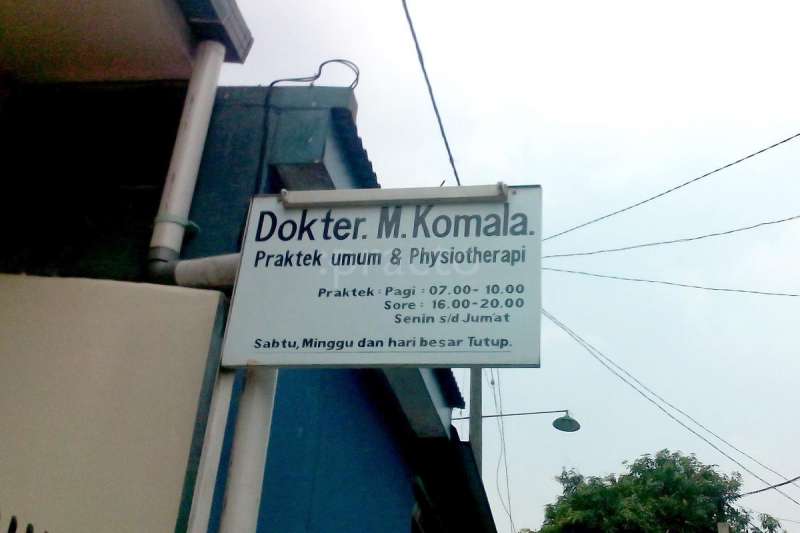 Dokter. M. Komala.
Praktek umum & Physiotherapi
.practo
Praktek : Pagi : 07.00 - 10.00
Sore : 16.00-20.00
Senin s/d Jum'at
Sabtu, Minggu dan hari besar Tutup.